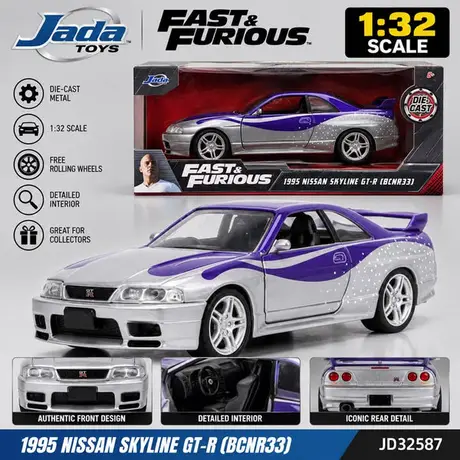 Jada
TOYS
FAST &
FURIOUS
1:32
SCALE
DIE-CAST
METAL
1:32 SCALE
FREE
ROLLING WHEELS
DETAILED
INTERIOR
GREAT FOR
COLLECTORS
Jada
DIE-
CAST
FAST &
FURIOUS
1995 NISSAN SKYLINE GT-R (BCNR33)
AUTHENTIC FRONT DESIGN
DETAILED INTERIOR
ICONIC REAR DETAIL
1995 NISSAN SKYLINE GT-R (BCNR33)
JD32587